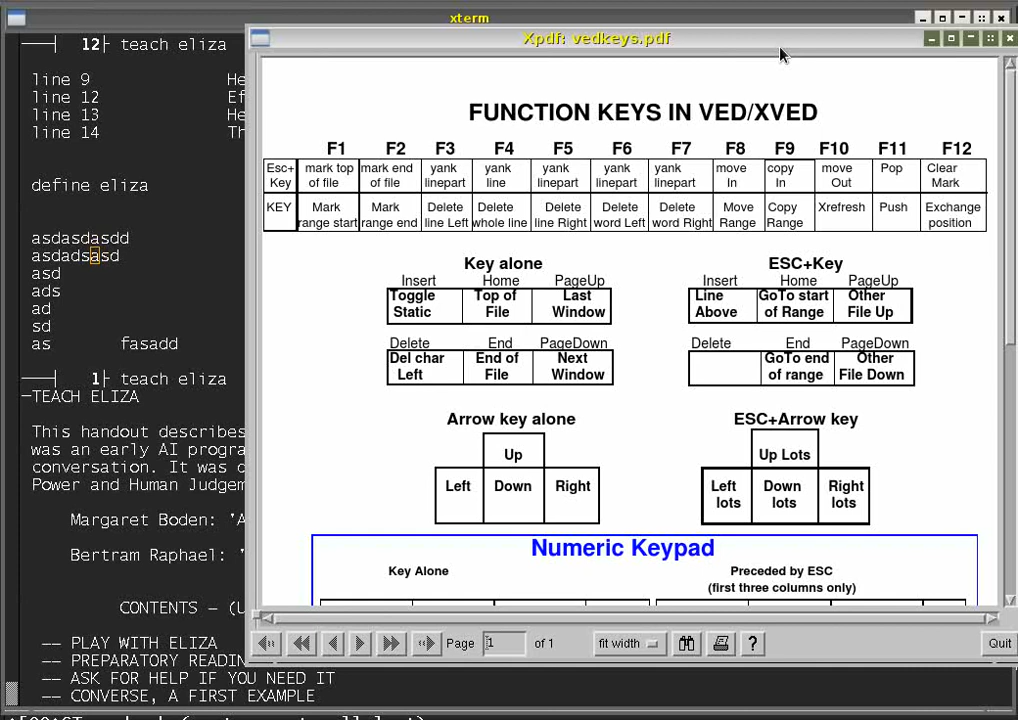 xterm
12 teach eliza
line 9 He
line 12 Ef
line 13 He
line 14 Th
define eliza
asdasdasdd
asdadsasd
asd
ads
ad
sd
as fasadd
1 teach eliza
TEACH ELIZA
This handout describes
was an early AI progra
conversation. It was o
Power and Human Judgem
Margaret Boden: 'A
Bertram Raphael: '
CONTENTS - (U
-- PLAY WITH ELIZA
-- PREPARATORY READIN
-- ASK FOR HELP IF YOU NEED IT
-- CONVERSE, A FIRST EXAMPLE
Xpdf: vedkeys.pdf
FUNCTION KEYS IN VED/XVED
F1 F2 F3 F4 F5 F6 F7 F8 F9 F10 F11 F12
Esc+ mark top mark end yank yank yank yank yank move copy move Pop Clear
Key of file of file linepart line linepart linepart linepart In In Out Mark
KEY Mark Mark Delete Delete Delete Delete Delete Move Copy Xrefresh Push Exchange
range start range end line Left whole line line Right word Left word Right Range Range position
Key alone ESC+Key
Insert Home PageUp Insert Home PageUp
Toggle Top of Last Line GoTo start Other
Static File Window Above of Range File Up
Delete End PageDown Delete End PageDown
Del char End of Next GoTo end Other
Left File Window of range File Down
Arrow key alone ESC+Arrow key
Up Up Lots
Left Down Right Left Down Right
lots lots lots
Numeric Keypad
Key Alone Preceded by ESC
(first three columns only)
Page 1 of 1 fit width ? Quit